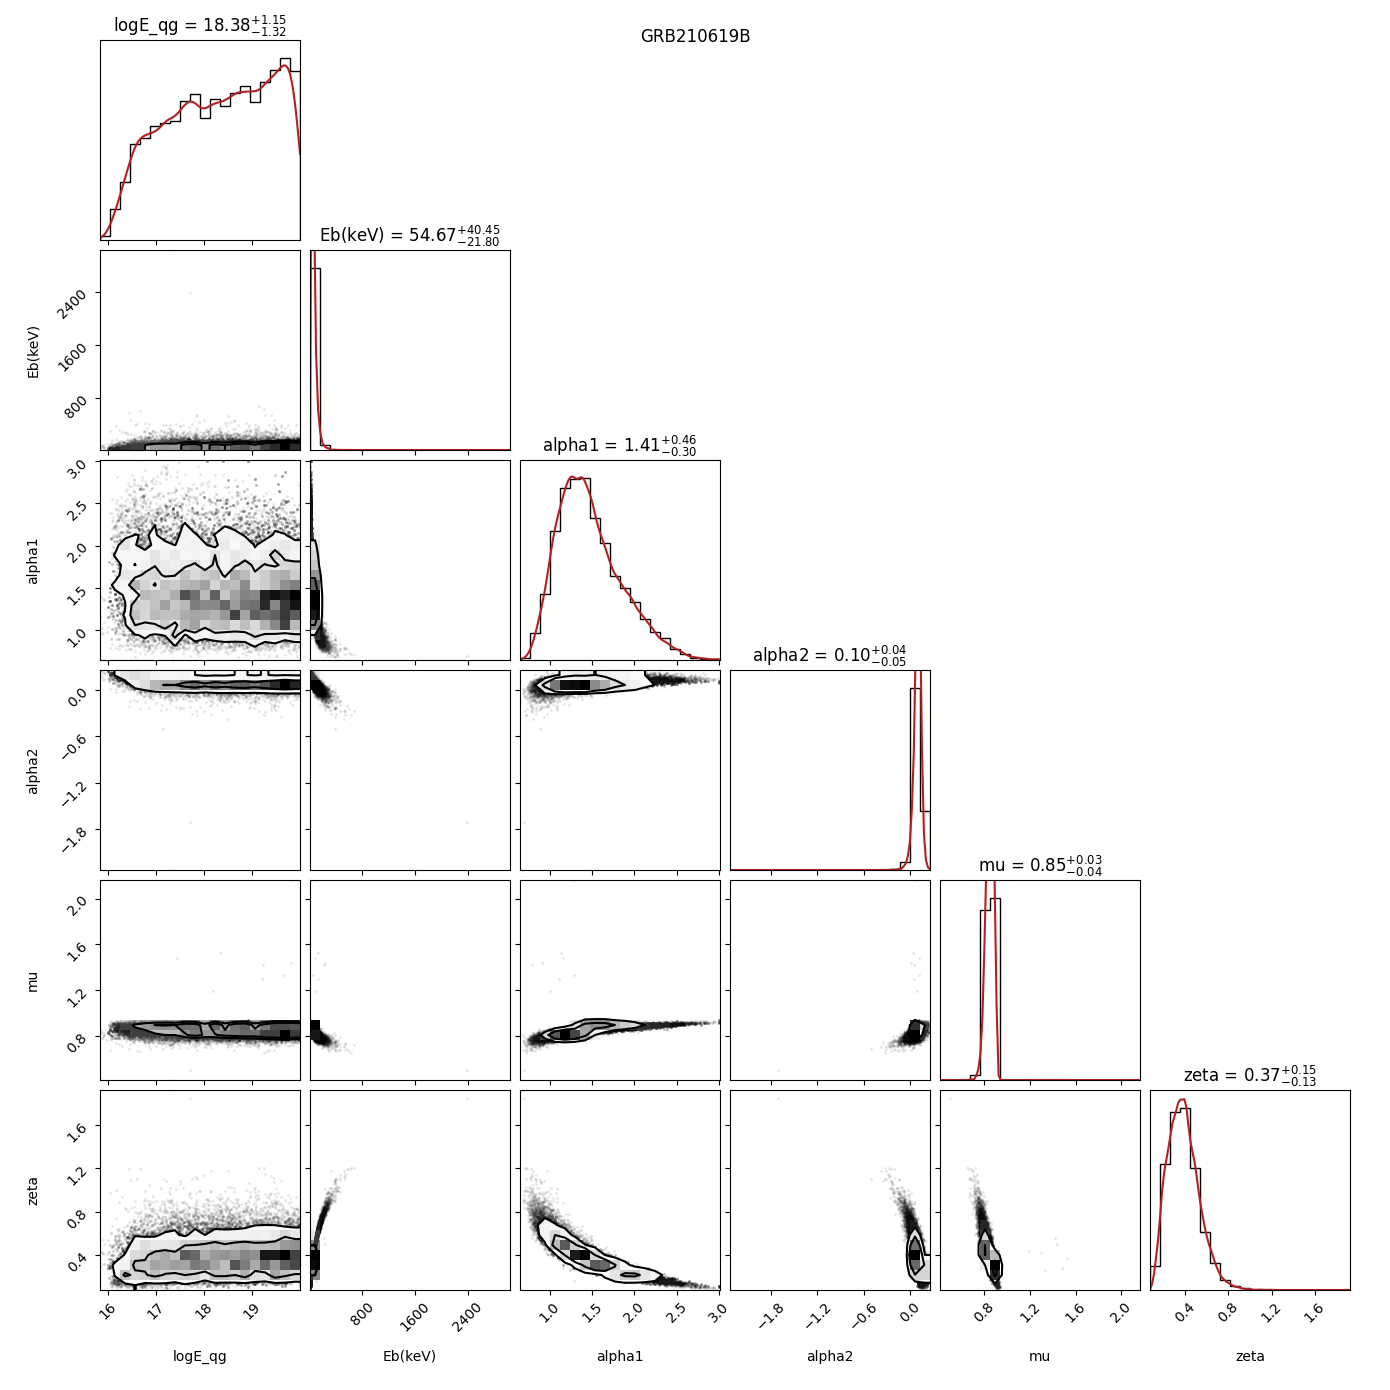 GRB210619B
logE_qg = 18.38+1.15−1.32
Eb(keV) = 54.67+40.45−21.80
Eb(keV)
2400
1600
800
alpha1 = 1.41+0.46−0.30
alpha1
3.0
2.5
2.0
1.5
1.0
alpha2 = 0.10+0.04−0.05
alpha2
0.0
−0.6
−1.2
−1.8
mu = 0.85+0.03−0.04
mu
2.0
1.6
1.2
0.8
zeta = 0.37+0.15−0.13
zeta
1.6
1.2
0.8
0.4
16 17 18 19
800 1600 2400
1.0 1.5 2.0 2.5 3.0
−1.8 −1.2 −0.6 0.0
0.8 1.2 1.6 2.0
0.4 0.8 1.2 1.6
logE_qg Eb(keV) alpha1 alpha2 mu zeta